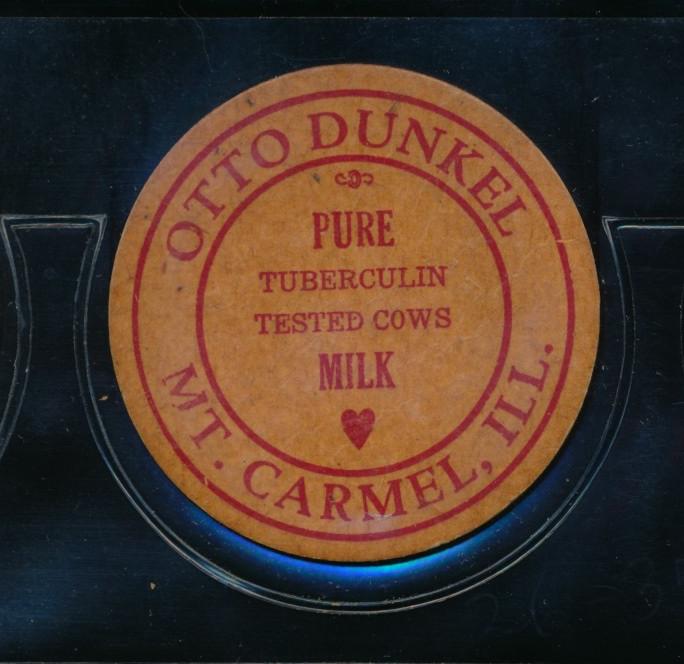 OTTO DUNKEL
PURE
TUBERCULIN
TESTED COWS
MILK
MT. CARMEL, ILL.